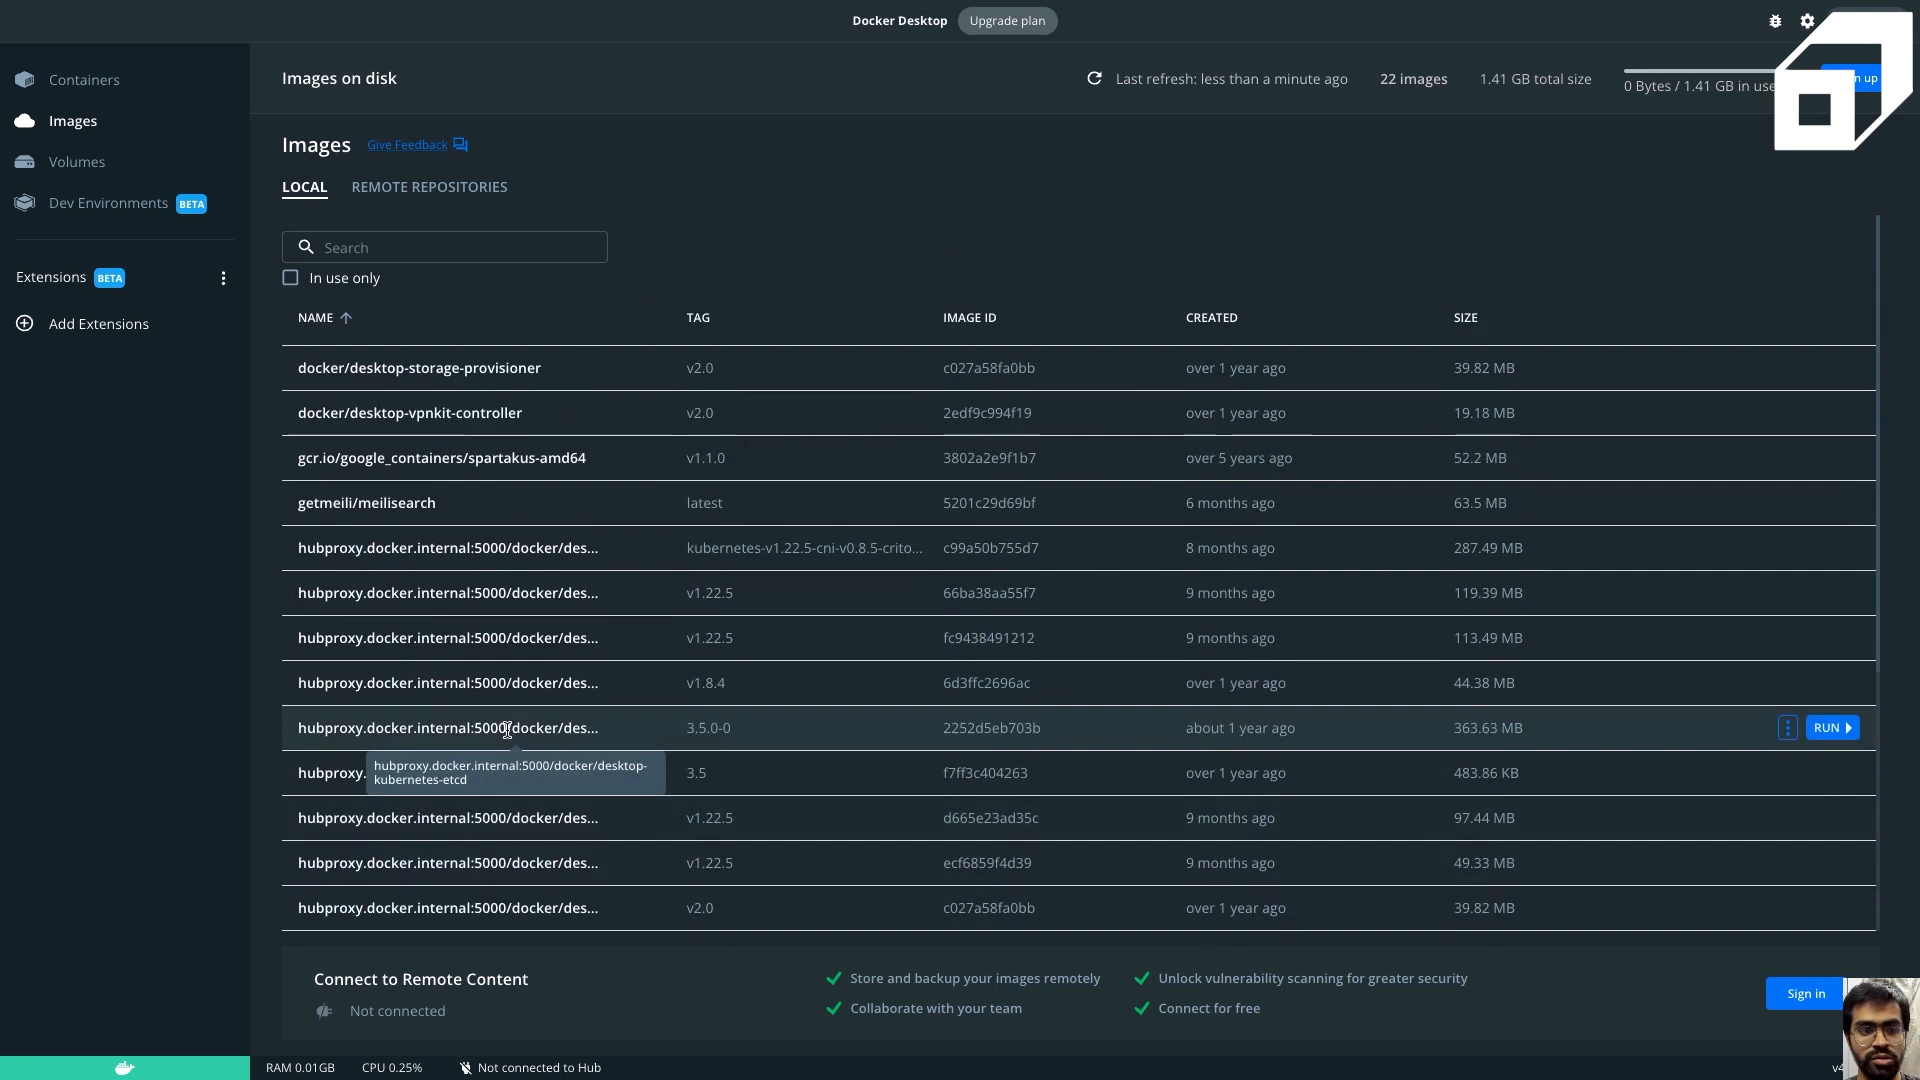 Docker Desktop Upgrade plan
Containers
Images
Volumes
Dev Environments BETA
Extensions BETA
Add Extensions
Images on disk
Last refresh: less than a minute ago 22 images 1.41 GB total size
0 Bytes / 1.41 GB in use
up
Images Give Feedback
LOCAL REMOTE REPOSITORIES
Search
In use only
NAME TAG IMAGE ID CREATED SIZE
docker/desktop-storage-provisioner v2.0 c027a58fa0bb over 1 year ago 39.82 MB
docker/desktop-vpnkit-controller v2.0 2edf9c994f19 over 1 year ago 19.18 MB
gcr.io/google_containers/spartakus-amd64 v1.1.0 3802a2e9f1b7 over 5 years ago 52.2 MB
getmeili/meilisearch latest 5201c29d69bf 6 months ago 63.5 MB
hubproxy.docker.internal:5000/docker/des... kubernetes-v1.22.5-cni-v0.8.5-crito... c99a50b755d7 8 months ago 287.49 MB
hubproxy.docker.internal:5000/docker/des... v1.22.5 66ba38aa55f7 9 months ago 119.39 MB
hubproxy.docker.internal:5000/docker/des... v1.22.5 fc9438491212 9 months ago 113.49 MB
hubproxy.docker.internal:5000/docker/des... v1.8.4 6d3ffc2696ac over 1 year ago 44.38 MB
hubproxy.docker.internal:5000/docker/des... 3.5.0-0 2252d5eb703b about 1 year ago 363.63 MB RUN
hubproxy. 3.5 f7ff3c404263 over 1 year ago 483.86 KB
hubproxy.docker.internal:5000/docker/desktop-
kubernetes-etcd
hubproxy.docker.internal:5000/docker/des... v1.22.5 d665e23ad35c 9 months ago 97.44 MB
hubproxy.docker.internal:5000/docker/des... v1.22.5 ecf6859f4d39 9 months ago 49.33 MB
hubproxy.docker.internal:5000/docker/des... v2.0 c027a58fa0bb over 1 year ago 39.82 MB
Connect to Remote Content
Not connected
Store and backup your images remotely
Unlock vulnerability scanning for greater security
Collaborate with your team
Connect for free
Sign in
RAM 0.01GB CPU 0.25% Not connected to Hub
v4